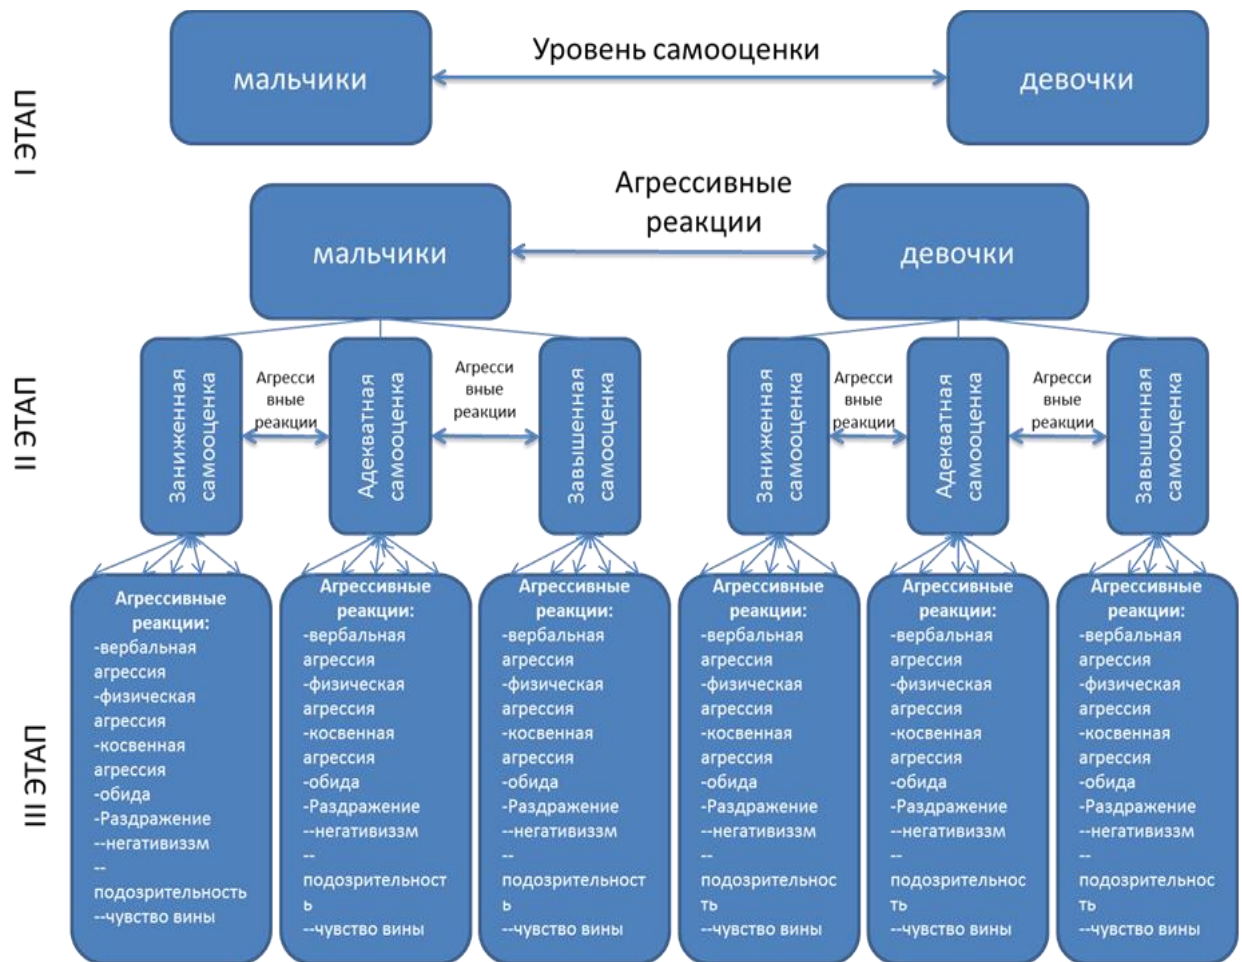 I ЭТАП
мальчики
Уровень самооценки
девочки
Агрессивные
реакции
мальчики
девочки
II ЭТАП
Заниженная
самооценка
Агресси
вные
реакции
Адекватная
самооценка
Агресси
вные
реакции
Завышенная
самооценка
Заниженная
самооценка
Агресси
вные
реакции
Адекватная
самооценка
Агресси
вные
реакции
Завышенная
самооценка
III ЭТАП
Агрессивные
реакции:
-вербальная
агрессия
-физическая
агрессия
-косвенная
агрессия
-обида
-Раздражение
--негативиззм
--
подозрительность
--чувство вины
Агрессивные
реакции:
-вербальная
агрессия
-физическая
агрессия
-косвенная
агрессия
-обида
-Раздражение
--негативиззм
--
подозрительност
ь
--чувство вины
Агрессивные
реакции:
-вербальная
агрессия
-физическая
агрессия
-косвенная
агрессия
-обида
-Раздражение
--негативиззм
--
подозрительност
ь
--чувство вины
Агрессивные
реакции:
-вербальная
агрессия
-физическая
агрессия
-косвенная
агрессия
-обида
-Раздражение
--негативиззм
--
подозрительнос
ть
--чувство вины
Агрессивные
реакции:
-вербальная
агрессия
-физическая
агрессия
-косвенная
агрессия
-обида
-Раздражение
--негативиззм
--
подозрительнос
ть
--чувство вины
Агрессивные
реакции:
-вербальная
агрессия
-физическая
агрессия
-косвенная
агрессия
-обида
-Раздражение
--негативиззм
--
подозрительнос
ть
--чувство вины